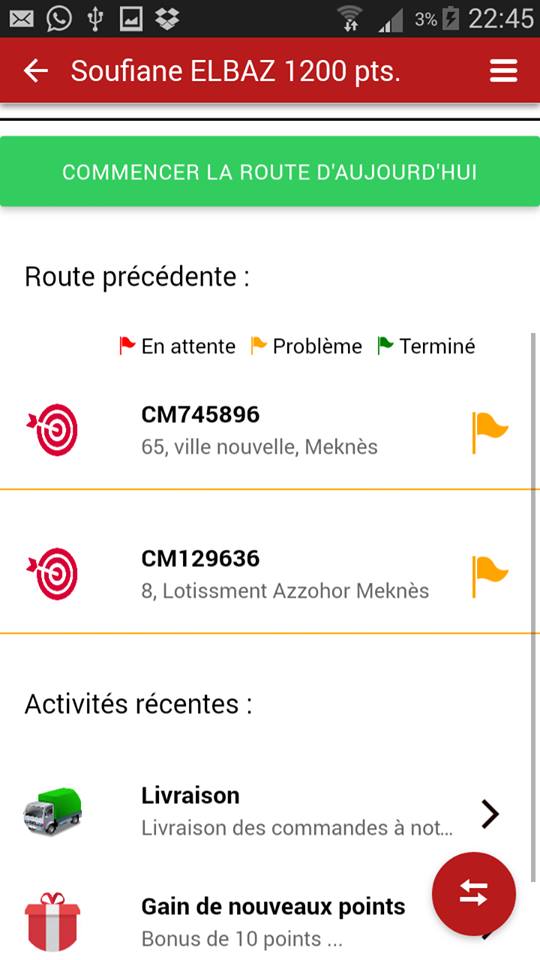 3% 22:45
Soufiane ELBAZ 1200 pts.
COMMENCER LA ROUTE D'AUJOURD'HUI
Route précédente :
En attente Problème Terminé
CM745896
65, ville nouvelle, Meknès
CM129636
8, Lotissment Azzohor Meknès
Activités récentes :
Livraison
Livraison des commandes à not...
Gain de nouveaux points
Bonus de 10 points ...